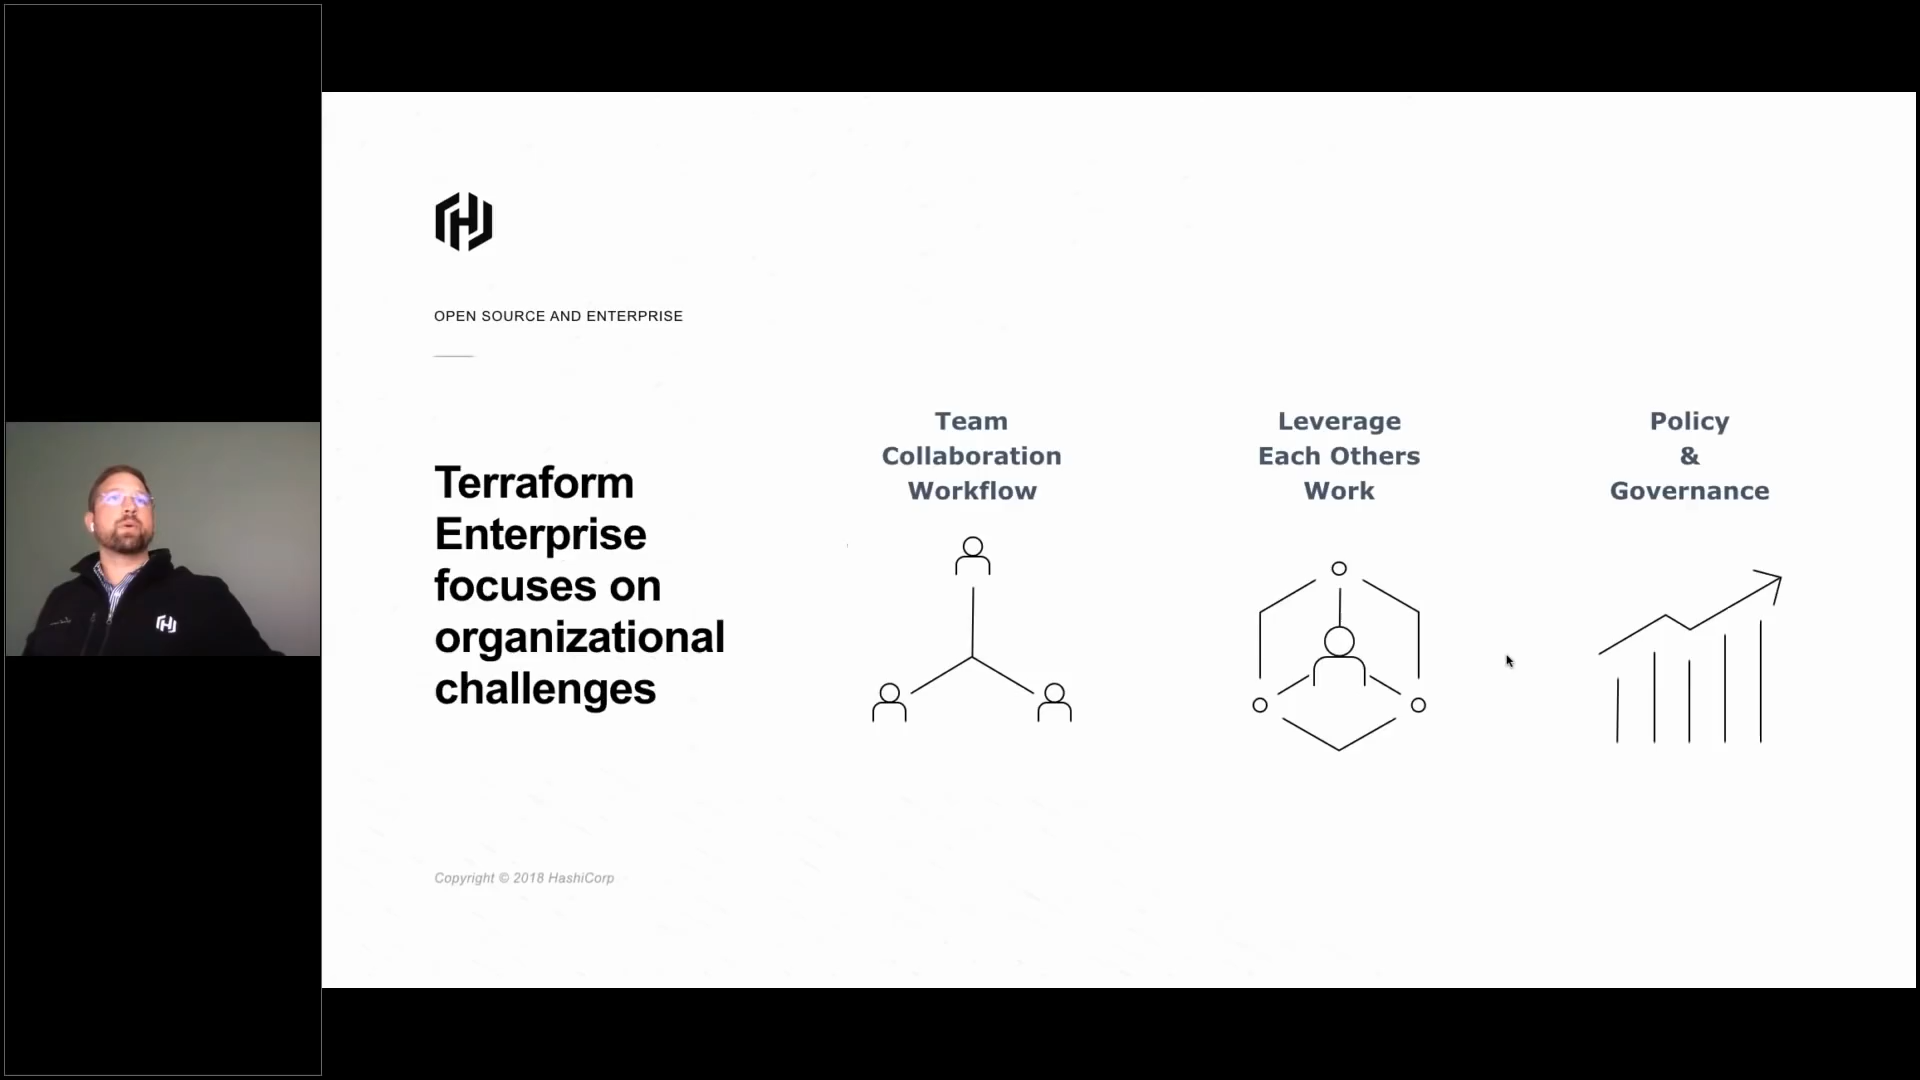 OPEN SOURCE AND ENTERPRISE
Terraform
Enterprise
focuses on
organizational
challenges
Team
Collaboration
Workflow
Leverage
Each Others
Work
Policy
&
Governance
Copyright © 2018 HashiCorp